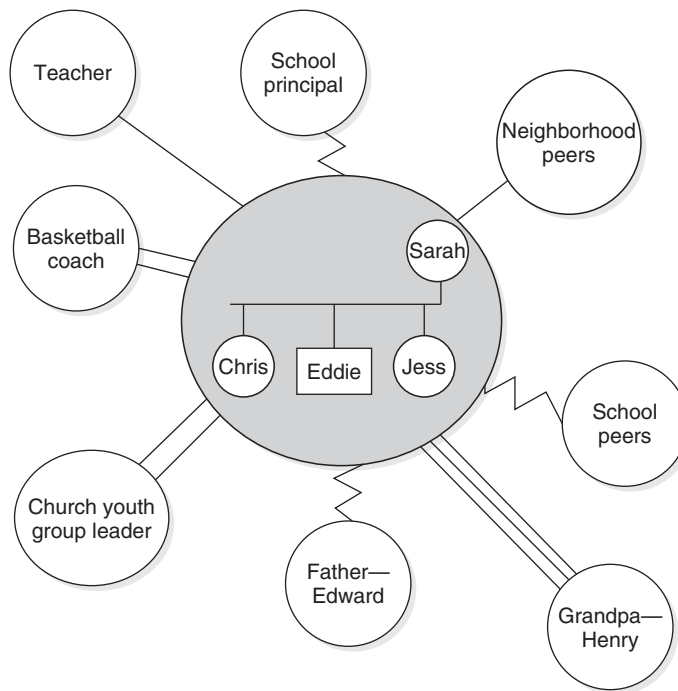 Teacher
School
principal
Neighborhood
peers
Basketball
coach
Sarah
Chris
Eddie
Jess
School
peers
Church youth
group leader
Father—
Edward
Grandpa—
Henry